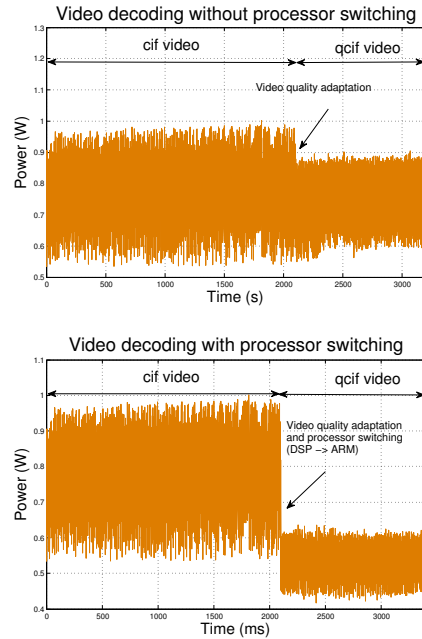 Video decoding without processor switching
1.3
cif video
qcif video
1.2
1.1
Video quality adaptation
1
Power (W)
0.9
0.8
0.7
0.6
0.5
0 500 1000 1500 2000 2500 3000
Time (s)
Video decoding with processor switching
1.1
cif video
qcif video
1
Video quality adaptation
and processor switching
(DSP −> ARM)
0.9
0.8
Power (W)
0.7
0.6
0.5
0.4
0 500 1000 1500 2000 2500 3000
Time (ms)